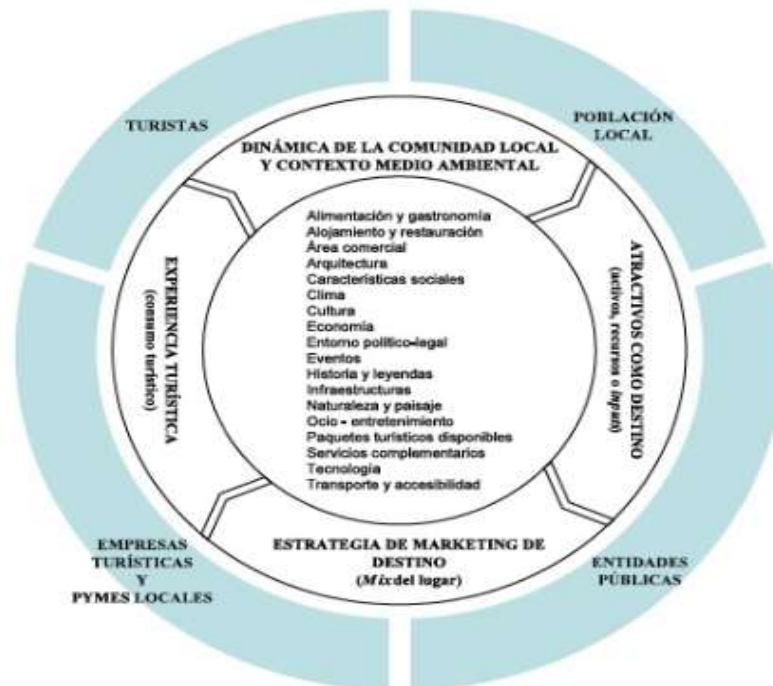 TURISTAS
POBLACIÓN
LOCAL
DINÁMICA DE LA COMUNIDAD LOCAL
Y CONTEXTO MEDIO AMBIENTAL
EXPERIENCIA TURÍSTICA
(consumo turístico)
Alimentación y gastronomía
Alojamiento y restauración
Área comercial
Arquitectura
Características sociales
Clima
Cultura
Economía
Entorno político-legal
Eventos
Historia y leyendas
Infraestructuras
Naturaleza y paisaje
Ocio - entretenimiento
Paquetes turísticos disponibles
Servicios complementarios
Tecnología
Transporte y accesibilidad
ATRACTIVOS COMO DESTINO
(activos, recursos o inputs)
ESTRATEGIA DE MARKETING DE
DESTINO
(Mix del lugar)
EMPRESAS
TURÍSTICAS
Y
PYMES LOCALES
ENTIDADES
PÚBLICAS